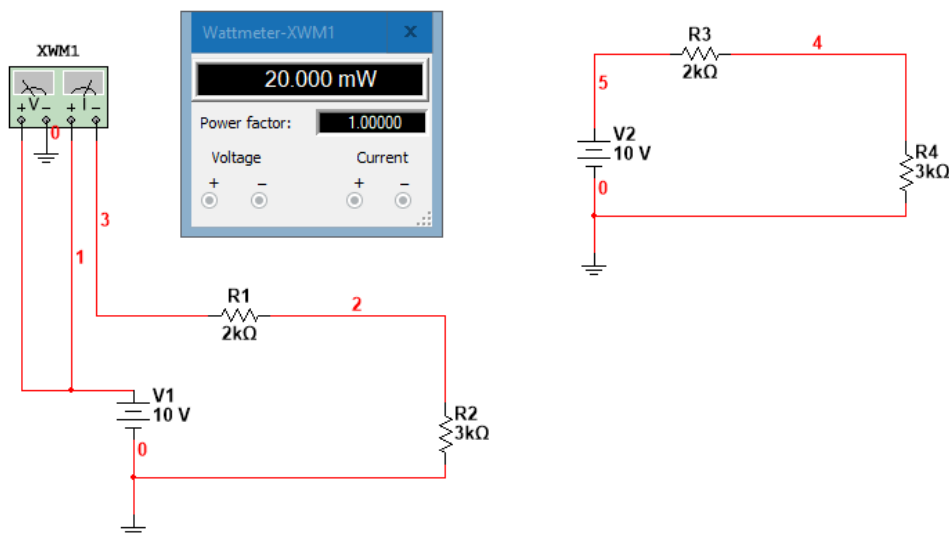 XWM1
V I
+ - + -
0
Wattmeter-XWM1 X
20.000 mW
Power factor: 1.00000
Voltage Current
+ - + -
3
1
R1
2kΩ
2
V1
10 V
0
R2
3kΩ
R3
2kΩ
4
5
V2
10 V
0
R4
3kΩ